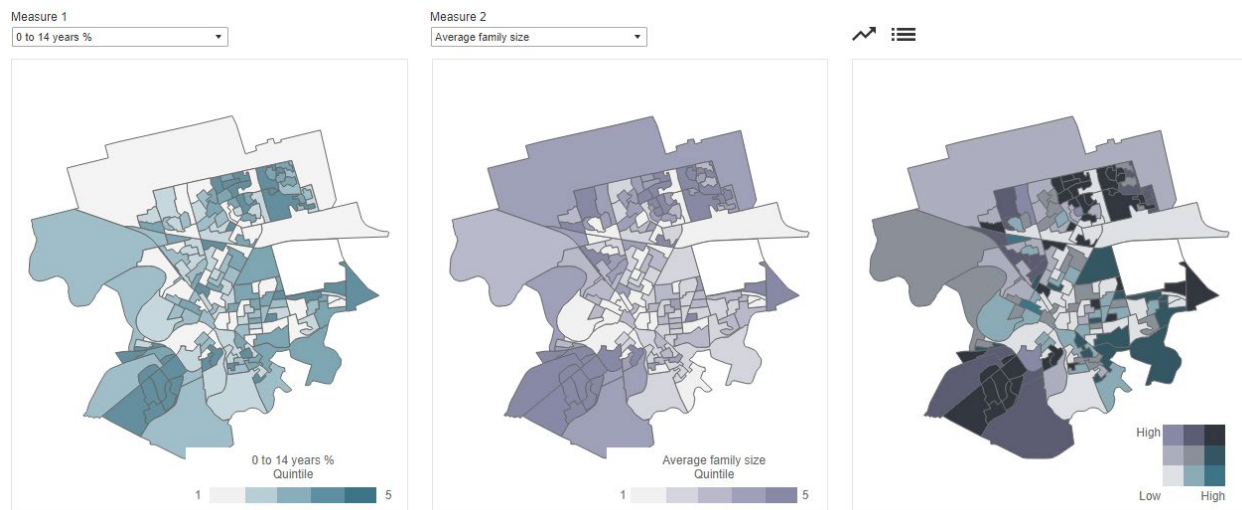 Measure 1
0 to 14 years %
Measure 2
Average family size
0 to 14 years %
Quintile
1
5
Average family size
Quintile
1
5
High
Low
High